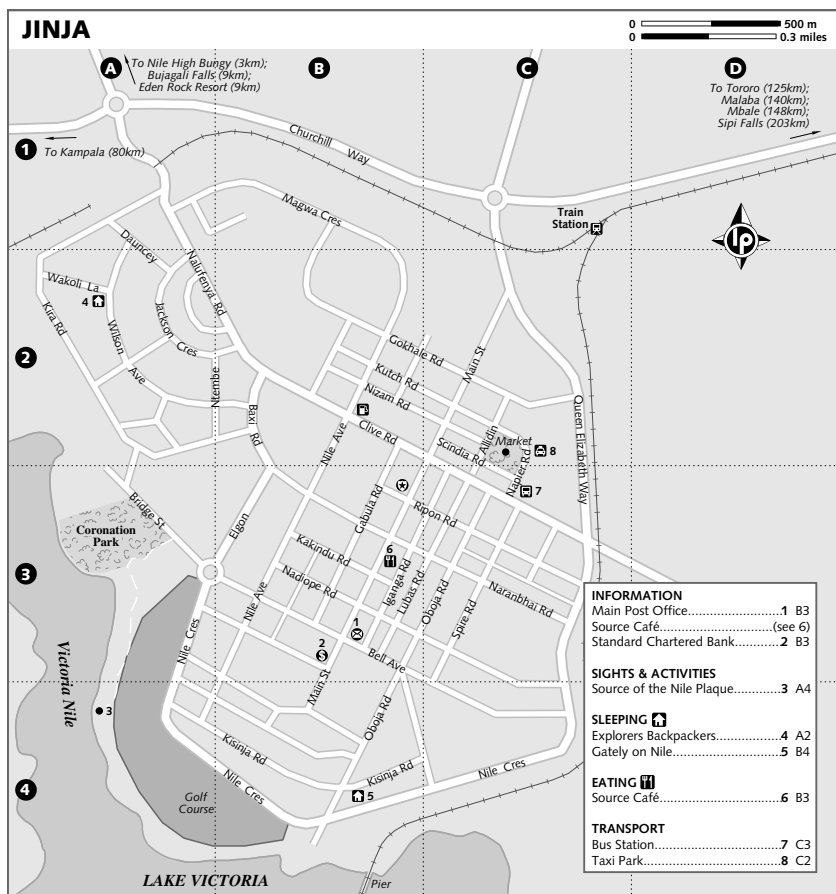 JINJA
0 500 m
0 0.3 miles
A
B
C
D
To Nile High Bungy (3km);
Bujagali Falls (9km);
Eden Rock Resort (9km)
To Tororo (125km);
Malaba (140km);
Mbale (148km);
Sipi Falls (203km)
1
To Kampala (80km)
Churchill Way
Magwa Cres
Train
Station
lp
Dauncey
Nalufenya Rd
Wakoli La
4
Kira Rd
Wilson Ave
Jackson Cres
Ntembe
2
Gokhale Rd
Main St
Kutch Rd
Nizam Rd
Baxi Rd
Nile Ave
Clive Rd
Scindia Rd
Allidin
Market
8
Napier Rd
Queen Elizabeth Way
7
Bridge St
Coronation
Park
Elgon
Gabula Rd
Ripon Rd
3
Kakindu Rd
6
Nadiope Rd
Iganga Rd
Lubas Rd
Oboja Rd
Spire Rd
Naranbhai Rd
Nile Ave
Nile Cres
1
2
Bell Ave
Main St
Victoria Nile
3
Oboja Rd
Kisinja Rd
Kisinja Rd
Nile Cres
Nile Cres
5
4
Golf
Course
LAKE VICTORIA
Pier
INFORMATION
Main Post Office 1 B3
Source Café (see 6)
Standard Chartered Bank 2 B3
SIGHTS & ACTIVITIES
Source of the Nile Plaque 3 A4
SLEEPING
Explorers Backpackers 4 A2
Gately on Nile 5 B4
EATING
Source Café 6 B3
TRANSPORT
Bus Station 7 C3
Taxi Park 8 C2